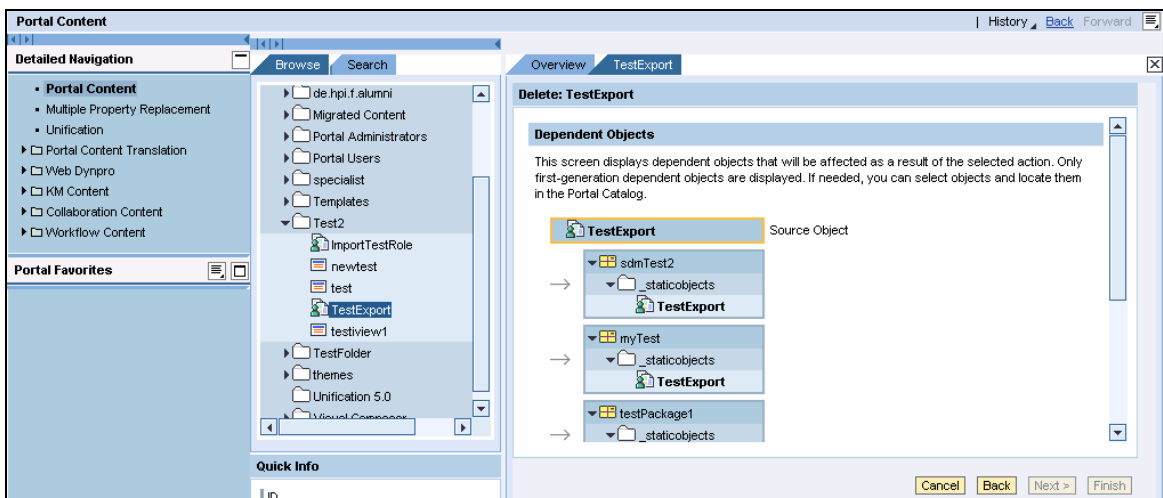 Portal Content
History Back Forward
Detailed Navigation
Portal Content
Multiple Property Replacement
Unification
Portal Content Translation
Web Dynpro
KM Content
Collaboration Content
Workflow Content
Portal Favorites
Browse Search
de.hpi.f.alumni
Migrated Content
Portal Administrators
Portal Users
specialist
Templates
Test2
ImportTestRole
newtest
test
TestExport
testiview1
TestFolder
themes
Unification 5.0
Visual Composer
Quick Info
ID
Overview TestExport
Delete: TestExport
Dependent Objects
This screen displays dependent objects that will be affected as a result of the selected action. Only
first-generation dependent objects are displayed. If needed, you can select objects and locate them
in the Portal Catalog.
TestExport Source Object
sdmTest2
_staticobjects
TestExport
myTest
_staticobjects
TestExport
testPackage1
_staticobjects
Cancel Back Next > Finish